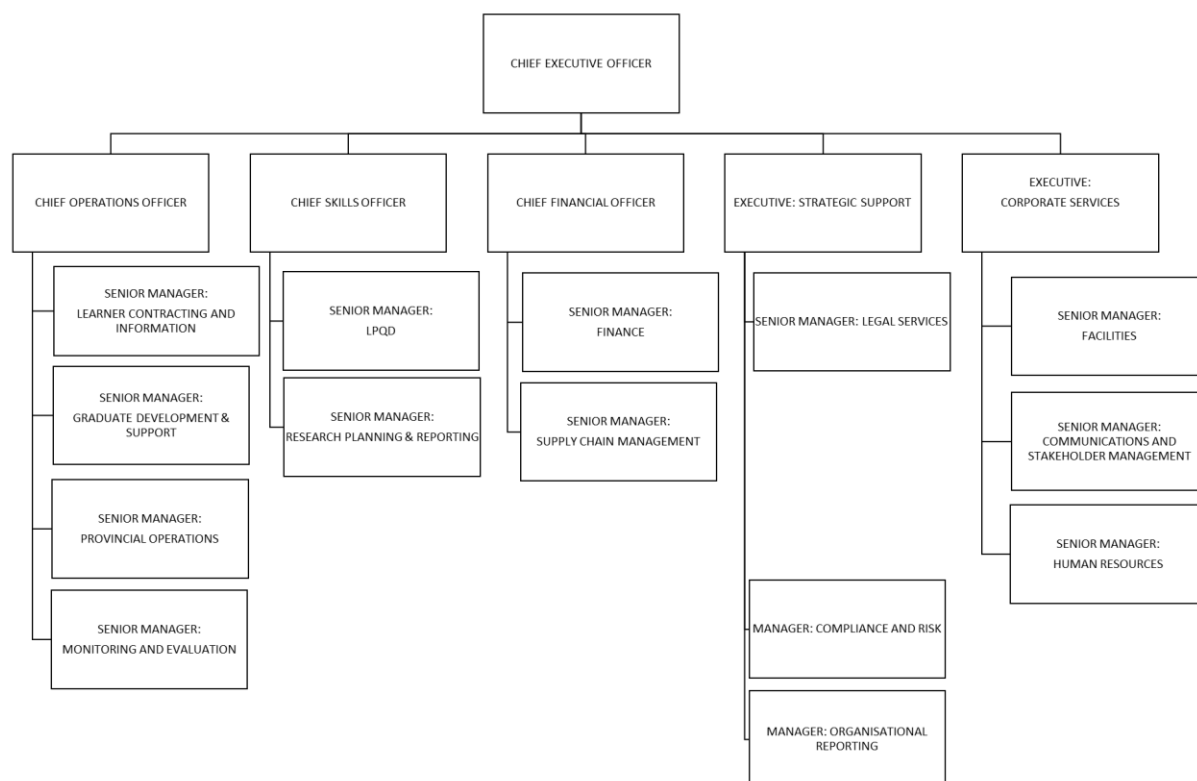 CHIEF EXECUTIVE OFFICER
CHIEF OPERATIONS OFFICER
CHIEF SKILLS OFFICER
CHIEF FINANCIAL OFFICER
EXECUTIVE: STRATEGIC SUPPORT
EXECUTIVE:
CORPORATE SERVICES
SENIOR MANAGER:
LEARNER CONTRACTING AND
INFORMATION
SENIOR MANAGER:
GRADUATE DEVELOPMENT &
SUPPORT
SENIOR MANAGER:
PROVINCIAL OPERATIONS
SENIOR MANAGER:
MONITORING AND EVALUATION
SENIOR MANAGER:
LPQD
SENIOR MANAGER:
RESEARCH PLANNING & REPORTING
SENIOR MANAGER:
FINANCE
SENIOR MANAGER:
SUPPLY CHAIN MANAGEMENT
SENIOR MANAGER: LEGAL SERVICES
MANAGER: COMPLIANCE AND RISK
MANAGER: ORGANISATIONAL
REPORTING
SENIOR MANAGER:
FACILITIES
SENIOR MANAGER:
COMMUNICATIONS AND
STAKEHOLDER MANAGEMENT
SENIOR MANAGER:
HUMAN RESOURCES